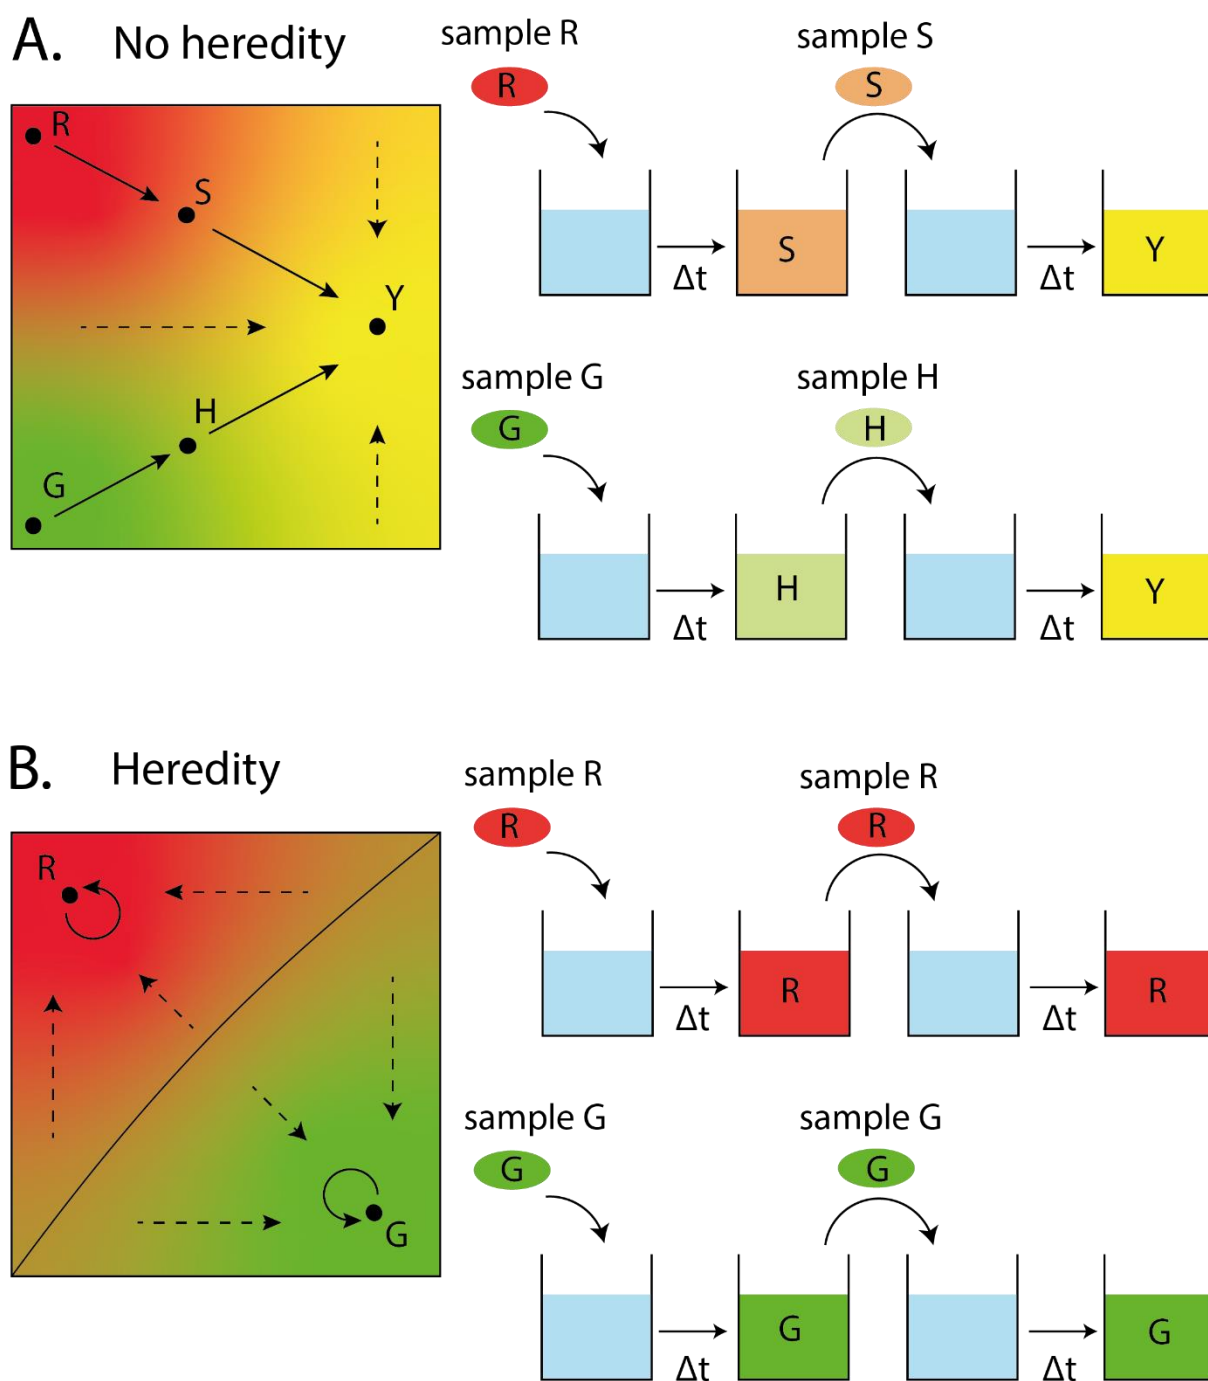 A. No heredity
R
S
Y
H
G
sample R
R
sample S
S
Δt
S
Δt
Y
sample G
G
sample H
H
Δt
H
Δt
Y
B. Heredity
R
G
sample R
R
sample R
R
Δt
R
Δt
R
sample G
G
sample G
G
Δt
G
Δt
G